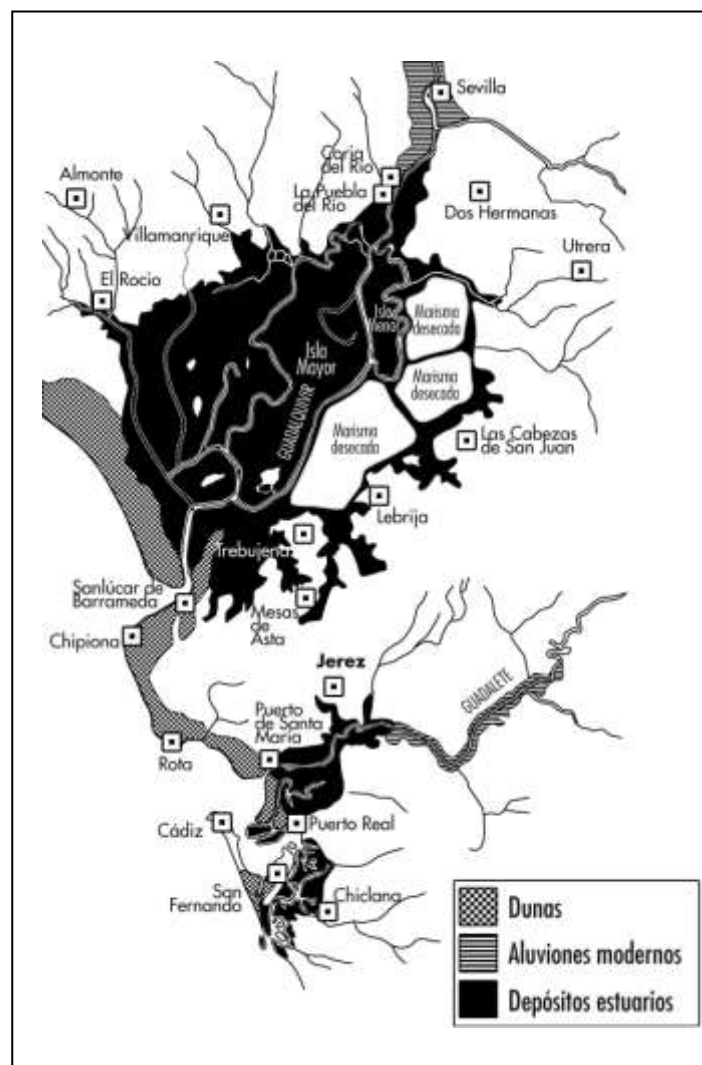 Sevilla
Coria
del Río
La Puebla
del Río
Almonte
Villamanrique
Dos Hermanas
Utrera
El Rocio
Isla
Mayor
Isla
Menor
Marisma
desecada
Marisma
desecada
GUADALQUIVIR
Marisma
desecada
Las Cabezas
de San Juan
Lebrija
Trebujena
Sanlúcar de
Barrameda
Mesas
de
Asta
Chipiona
Jerez
GUADALETE
Puerto
de Santa
María
Rota
Cádiz
Puerto Real
San
Fernando
Chiclana
Dunas
Aluviones modernos
Depósitos estuarios